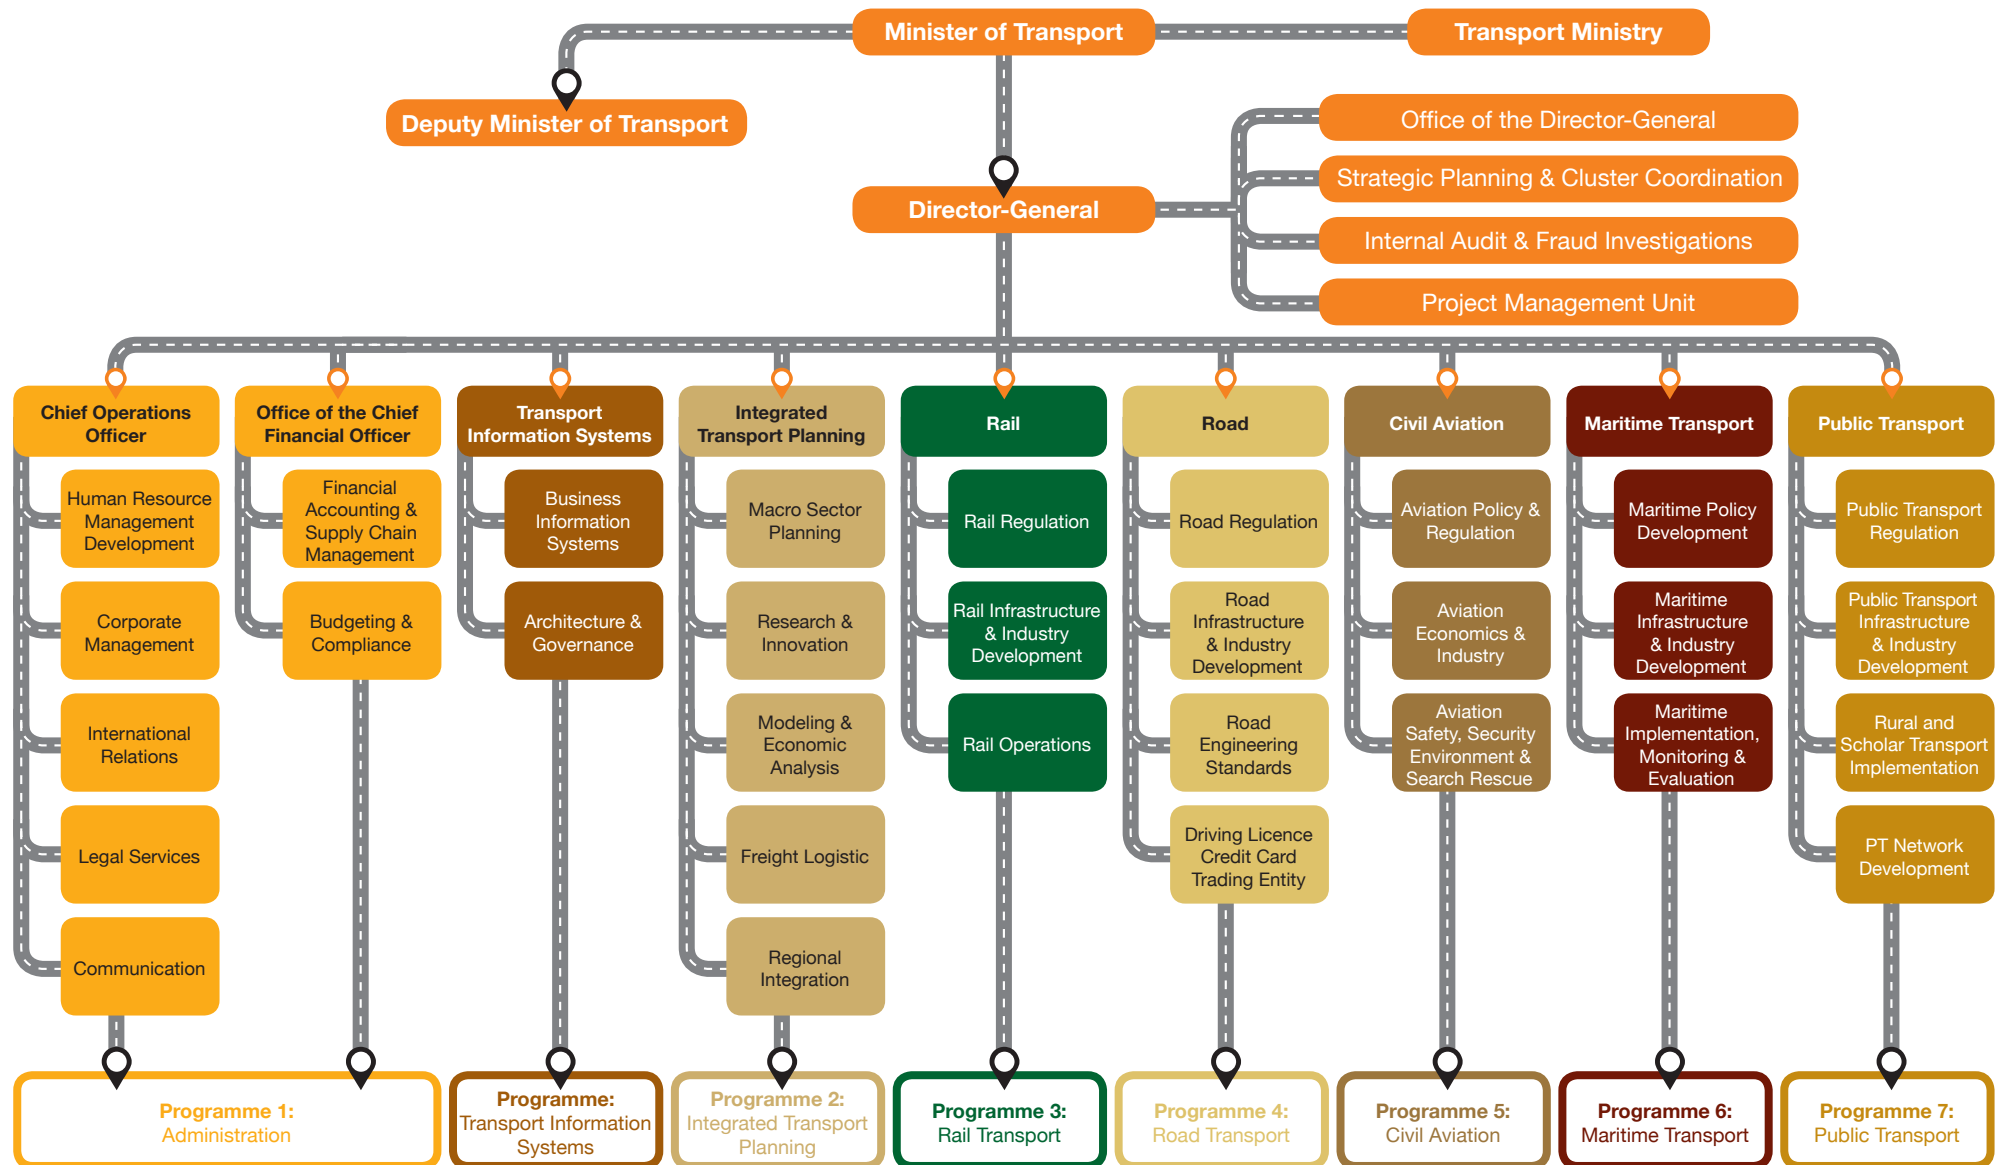 Minister of Transport
Transport Ministry
Deputy Minister of Transport
Office of the Director-General
Strategic Planning & Cluster Coordination
Director-General
Internal Audit & Fraud Investigations
Project Management Unit
Chief Operations
Officer
Human Resource
Management
Development
Corporate
Management
International
Relations
Legal Services
Communication
Office of the Chief
Financial Officer
Financial
Accounting &
Supply Chain
Management
Budgeting &
Compliance
Transport
Information Systems
Business
Information
Systems
Architecture &
Governance
Integrated
Transport Planning
Macro Sector
Planning
Research &
Innovation
Modeling &
Economic
Analysis
Freight Logistic
Regional
Integration
Rail
Rail Regulation
Rail Infrastructure
& Industry
Development
Rail Operations
Road
Road Regulation
Road
Infrastructure
& Industry
Development
Road
Engineering
Standards
Driving Licence
Credit Card
Trading Entity
Civil Aviation
Aviation Policy &
Regulation
Aviation
Economics &
Industry
Aviation
Safety, Security
Environment &
Search Rescue
Maritime Transport
Maritime Policy
Development
Maritime
Infrastructure
& Industry
Development
Maritime
Implementation,
Monitoring &
Evaluation
Public Transport
Public Transport
Regulation
Public Transport
Infrastructure
& Industry
Development
Rural and
Scholar Transport
Implementation
PT Network
Development
Programme 1:
Administration
Programme:
Transport Information
Systems
Programme 2:
Integrated Transport
Planning
Programme 3:
Rail Transport
Programme 4:
Road Transport
Programme 5:
Civil Aviation
Programme 6:
Maritime Transport
Programme 7:
Public Transport